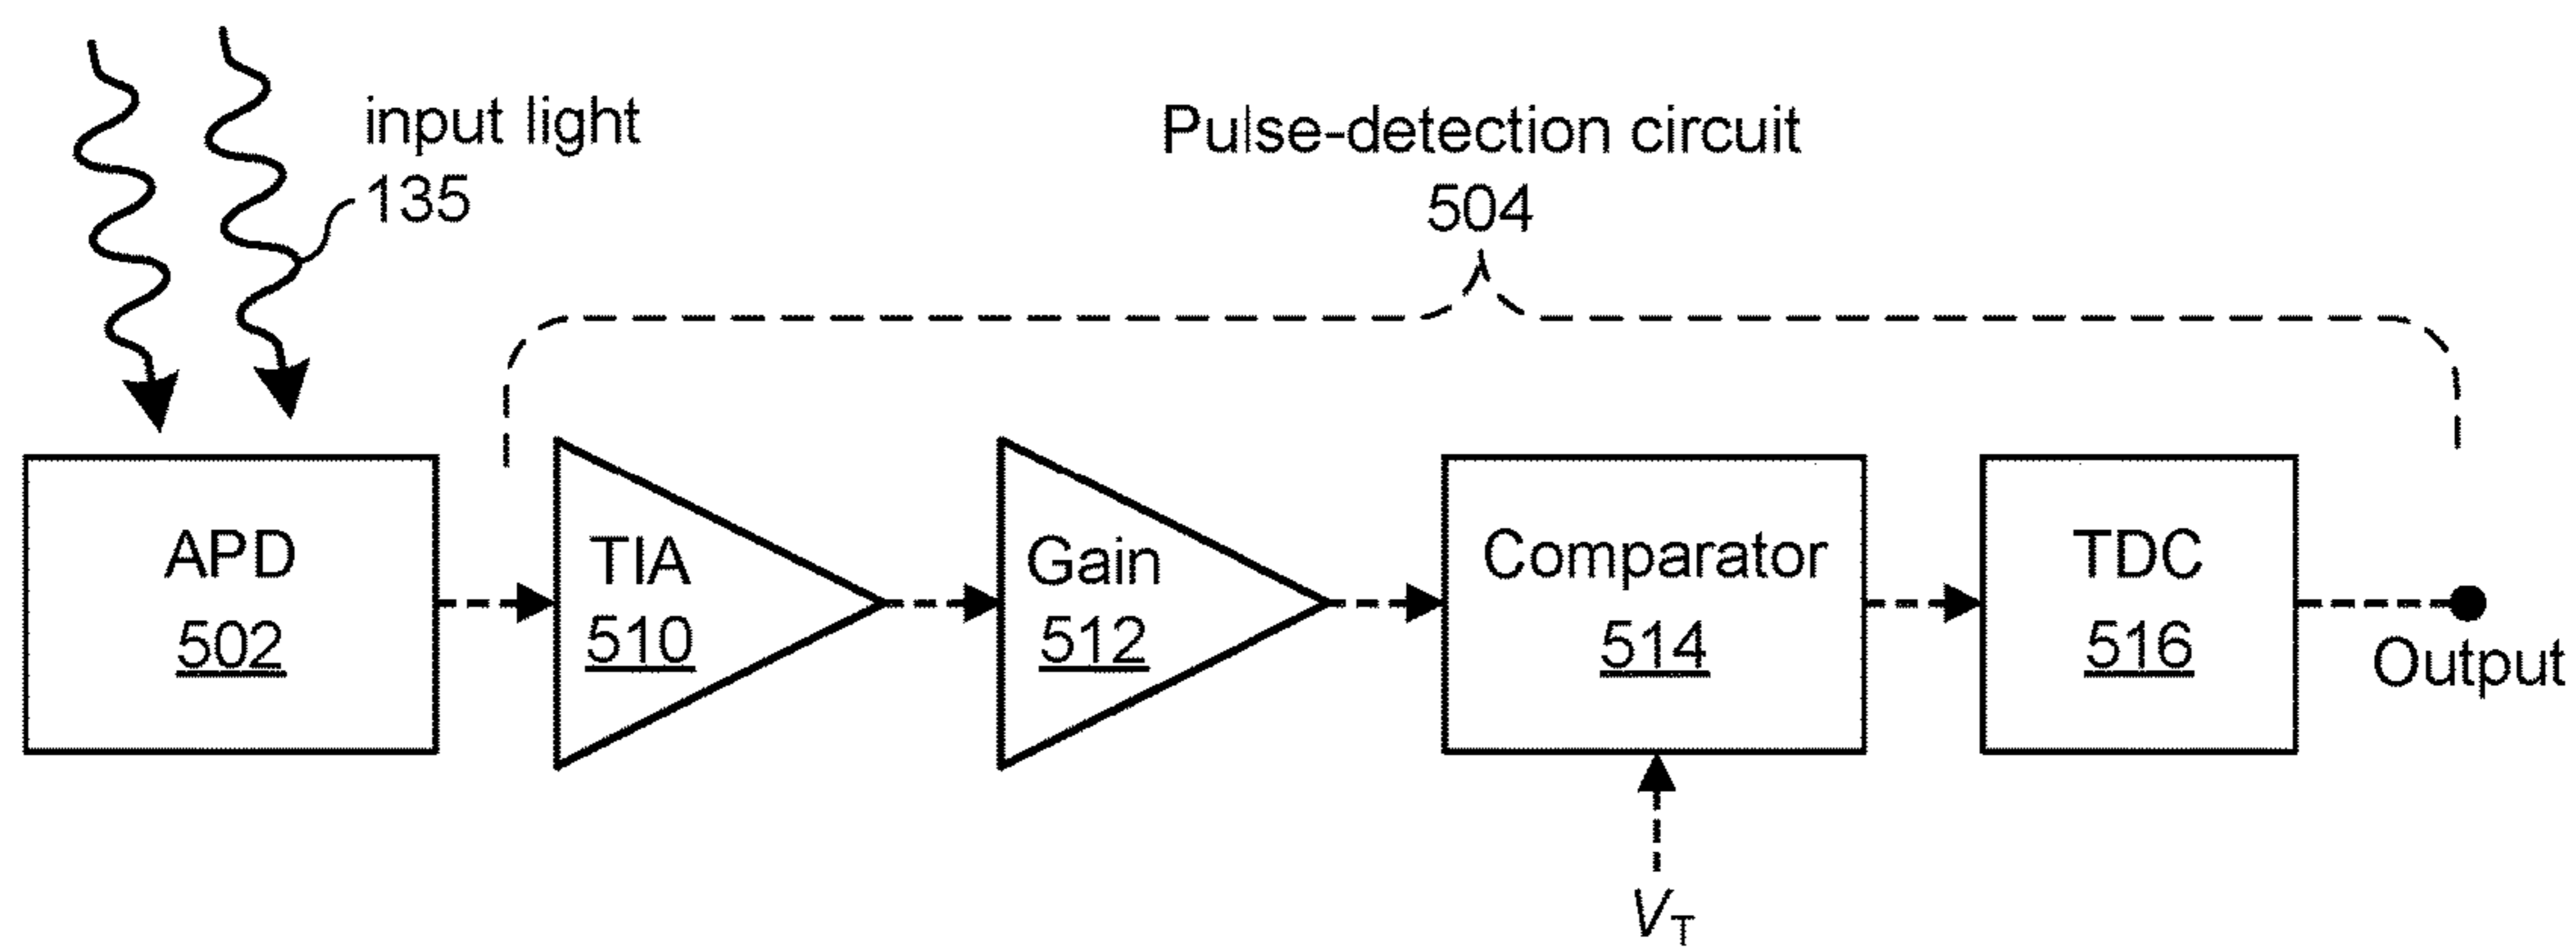 input light
135
Pulse-detection circuit
504
APD
502
TIA
510
Gain
512
Comparator
514
TDC
516
Output
VT